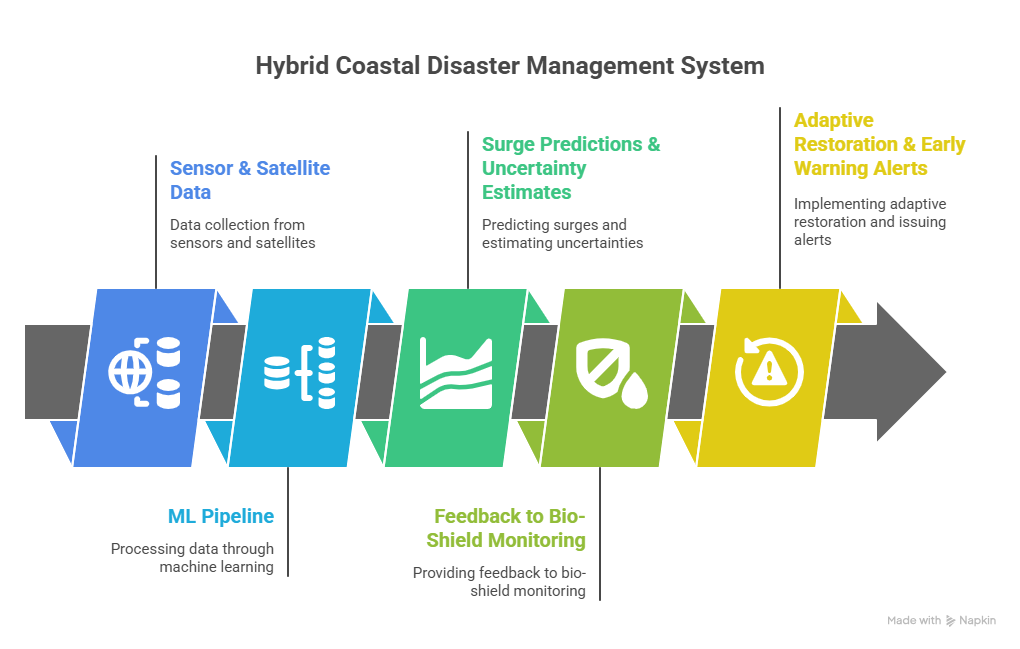 Hybrid Coastal Disaster Management System
Sensor & Satellite
Data
Data collection from
sensors and satellites
Surge Predictions &
Uncertainty
Estimates
Predicting surges and
estimating uncertainties
Adaptive
Restoration & Early
Warning Alerts
Implementing adaptive
restoration and issuing
alerts
ML Pipeline
Processing data through
machine learning
Feedback to Bio-
Shield Monitoring
Providing feedback to bio-
shield monitoring
Made with Napkin